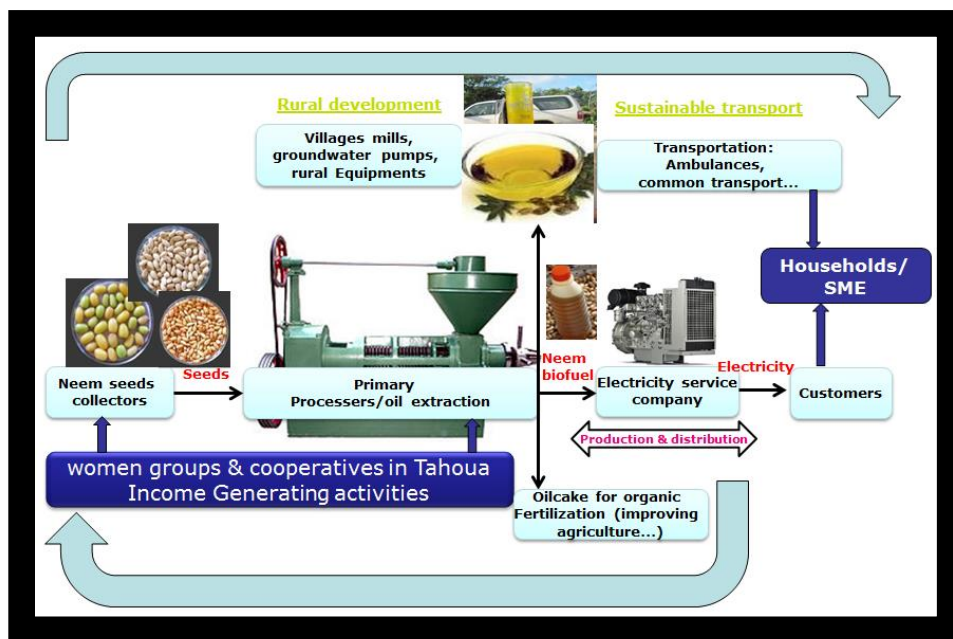 Rural development
Sustainable transport
Villages mills,
groundwater pumps,
rural Equipments
Transportation:
Ambulances,
common transport...
Households/
SME
Neem seeds
collectors
Seeds
Primary
Processers/oil extraction
Neem
biofuel
Electricity service
company
Electricity
Customers
Production & distribution
women groups & cooperatives in Tahoua
Income Generating activities
Oilcake for organic
Fertilization (improving
agriculture...)